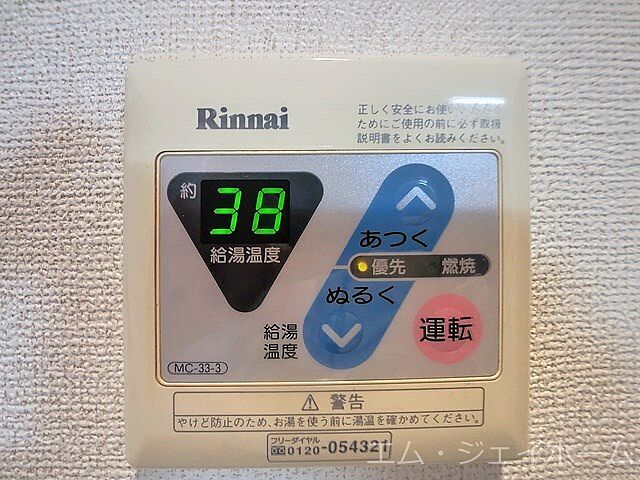 Rinnai
正しく安全にお使いいただく
ためにご使用の前に必ず取扱
説明書をよくお読みください。
約
38
給湯温度
あつく
優先 燃焼
ぬるく
給湯
温度
運転
MC-33-3
⚠警告
やけど防止のため、お湯を使う前に湯温を確かめてください。
フリーダイヤル
0120-054321
エム・ジェイホーム